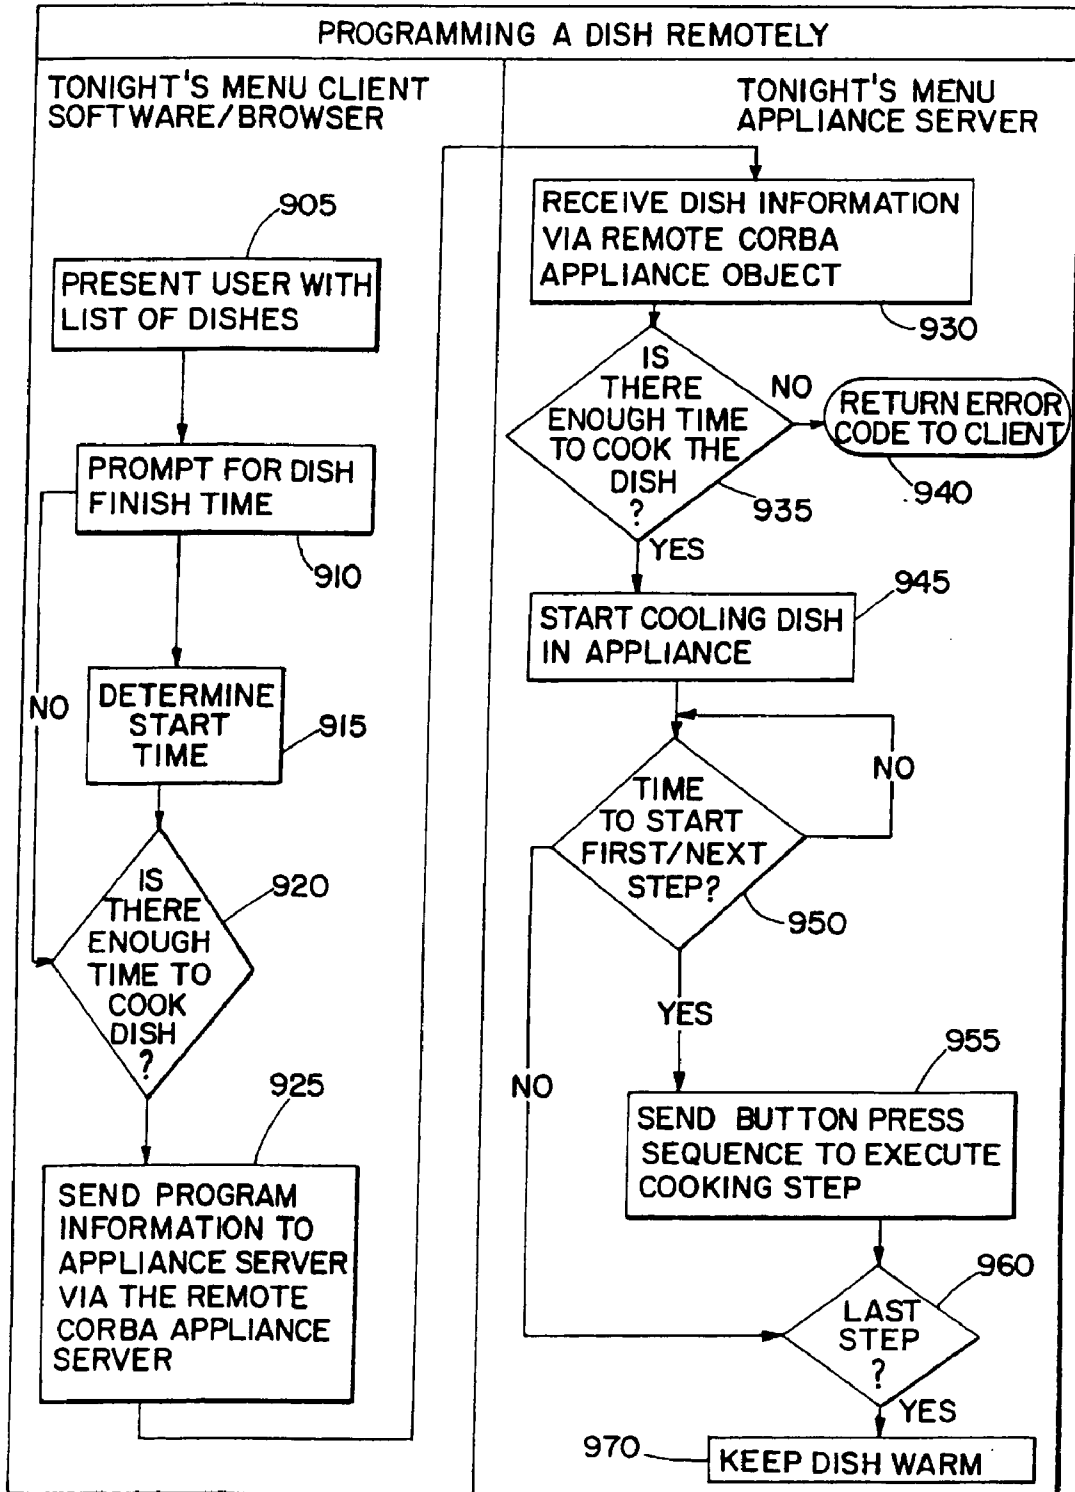 PROGRAMMING A DISH REMOTELY
TONIGHT'S MENU CLIENT
SOFTWARE/BROWSER
905
PRESENT USER WITH
LIST OF DISHES
PROMPT FOR DISH
FINISH TIME
910
NO
DETERMINE
START
TIME
915
IS
THERE
ENOUGH
TIME TO
COOK
DISH
?
920
925
SEND PROGRAM
INFORMATION TO
APPLIANCE SERVER
VIA THE REMOTE
CORBA APPLIANCE
SERVER
TONIGHT'S MENU
APPLIANCE SERVER
RECEIVE DISH INFORMATION
VIA REMOTE CORBA
APPLIANCE OBJECT
930
IS
THERE
ENOUGH TIME
TO COOK THE
DISH
?
935
NO
RETURN ERROR
CODE TO CLIENT
940
YES
945
START COOLING DISH
IN APPLIANCE
TIME
TO START
FIRST/NEXT
STEP?
NO
950
YES
NO
955
SEND BUTTON PRESS
SEQUENCE TO EXECUTE
COOKING STEP
960
LAST
STEP
?
YES
970
KEEP DISH WARM